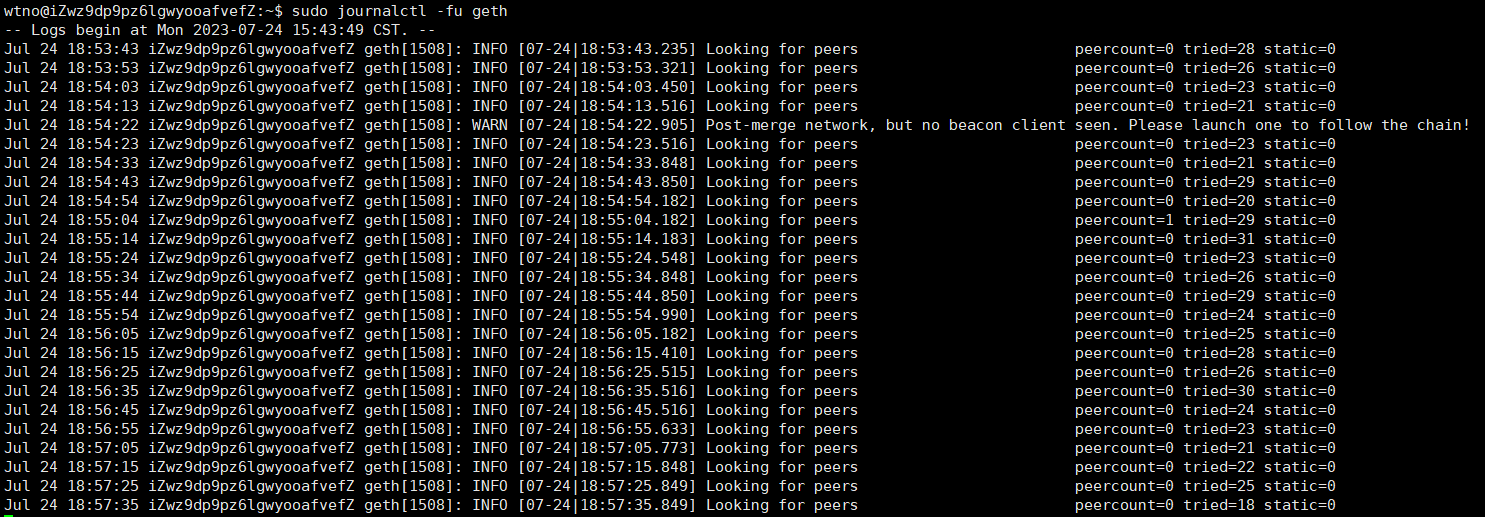 wtno@iZwz9dp9pz6lgwyooafvefZ:~$ sudo journalctl -fu geth
-- Logs begin at Mon 2023-07-24 15:43:49 CST. --
Jul 24 18:53:43 iZwz9dp9pz6lgwyooafvefZ geth[1508]: INFO [07-24|18:53:43.235] Looking for peers peercount=0 tried=28 static=0
Jul 24 18:53:53 iZwz9dp9pz6lgwyooafvefZ geth[1508]: INFO [07-24|18:53:53.321] Looking for peers peercount=0 tried=26 static=0
Jul 24 18:54:03 iZwz9dp9pz6lgwyooafvefZ geth[1508]: INFO [07-24|18:54:03.450] Looking for peers peercount=0 tried=23 static=0
Jul 24 18:54:13 iZwz9dp9pz6lgwyooafvefZ geth[1508]: INFO [07-24|18:54:13.516] Looking for peers peercount=0 tried=21 static=0
Jul 24 18:54:22 iZwz9dp9pz6lgwyooafvefZ geth[1508]: WARN [07-24|18:54:22.905] Post-merge network, but no beacon client seen. Please launch one to follow the chain!
Jul 24 18:54:23 iZwz9dp9pz6lgwyooafvefZ geth[1508]: INFO [07-24|18:54:23.516] Looking for peers peercount=0 tried=23 static=0
Jul 24 18:54:33 iZwz9dp9pz6lgwyooafvefZ geth[1508]: INFO [07-24|18:54:33.848] Looking for peers peercount=0 tried=21 static=0
Jul 24 18:54:43 iZwz9dp9pz6lgwyooafvefZ geth[1508]: INFO [07-24|18:54:43.850] Looking for peers peercount=0 tried=29 static=0
Jul 24 18:54:54 iZwz9dp9pz6lgwyooafvefZ geth[1508]: INFO [07-24|18:54:54.182] Looking for peers peercount=0 tried=20 static=0
Jul 24 18:55:04 iZwz9dp9pz6lgwyooafvefZ geth[1508]: INFO [07-24|18:55:04.182] Looking for peers peercount=1 tried=29 static=0
Jul 24 18:55:14 iZwz9dp9pz6lgwyooafvefZ geth[1508]: INFO [07-24|18:55:14.183] Looking for peers peercount=0 tried=31 static=0
Jul 24 18:55:24 iZwz9dp9pz6lgwyooafvefZ geth[1508]: INFO [07-24|18:55:24.548] Looking for peers peercount=0 tried=23 static=0
Jul 24 18:55:34 iZwz9dp9pz6lgwyooafvefZ geth[1508]: INFO [07-24|18:55:34.848] Looking for peers peercount=0 tried=26 static=0
Jul 24 18:55:44 iZwz9dp9pz6lgwyooafvefZ geth[1508]: INFO [07-24|18:55:44.850] Looking for peers peercount=0 tried=29 static=0
Jul 24 18:55:54 iZwz9dp9pz6lgwyooafvefZ geth[1508]: INFO [07-24|18:55:54.990] Looking for peers peercount=0 tried=24 static=0
Jul 24 18:56:05 iZwz9dp9pz6lgwyooafvefZ geth[1508]: INFO [07-24|18:56:05.182] Looking for peers peercount=0 tried=25 static=0
Jul 24 18:56:15 iZwz9dp9pz6lgwyooafvefZ geth[1508]: INFO [07-24|18:56:15.410] Looking for peers peercount=0 tried=28 static=0
Jul 24 18:56:25 iZwz9dp9pz6lgwyooafvefZ geth[1508]: INFO [07-24|18:56:25.515] Looking for peers peercount=0 tried=26 static=0
Jul 24 18:56:35 iZwz9dp9pz6lgwyooafvefZ geth[1508]: INFO [07-24|18:56:35.516] Looking for peers peercount=0 tried=30 static=0
Jul 24 18:56:45 iZwz9dp9pz6lgwyooafvefZ geth[1508]: INFO [07-24|18:56:45.516] Looking for peers peercount=0 tried=24 static=0
Jul 24 18:56:55 iZwz9dp9pz6lgwyooafvefZ geth[1508]: INFO [07-24|18:56:55.633] Looking for peers peercount=0 tried=23 static=0
Jul 24 18:57:05 iZwz9dp9pz6lgwyooafvefZ geth[1508]: INFO [07-24|18:57:05.773] Looking for peers peercount=0 tried=21 static=0
Jul 24 18:57:15 iZwz9dp9pz6lgwyooafvefZ geth[1508]: INFO [07-24|18:57:15.848] Looking for peers peercount=0 tried=22 static=0
Jul 24 18:57:25 iZwz9dp9pz6lgwyooafvefZ geth[1508]: INFO [07-24|18:57:25.849] Looking for peers peercount=0 tried=25 static=0
Jul 24 18:57:35 iZwz9dp9pz6lgwyooafvefZ geth[1508]: INFO [07-24|18:57:35.849] Looking for peers peercount=0 tried=18 static=0